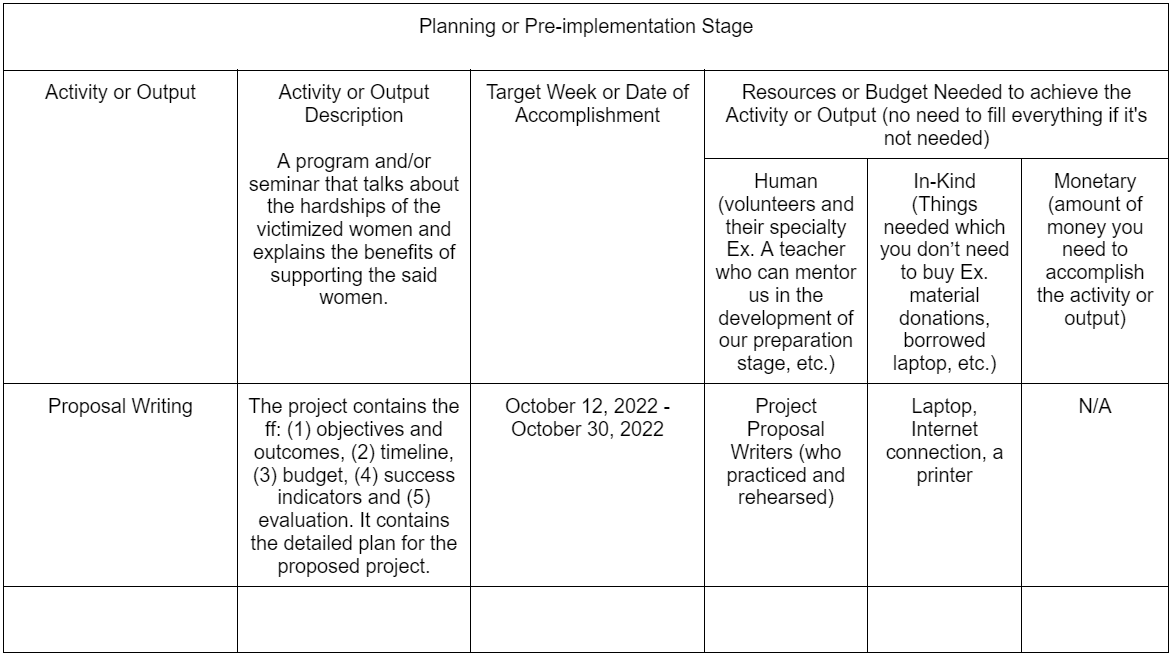 Planning or Pre-implementation Stage
Activity or Output
Activity or Output
Description
A program and/or
seminar that talks about
the hardships of the
victimized women and
explains the benefits of
supporting the said
women.
Target Week or Date of
Accomplishment
Resources or Budget Needed to achieve the
Activity or Output (no need to fill everything if it's
not needed)
Human
(volunteers and
their specialty
Ex. A teacher
who can mentor
us in the
development of
our preparation
stage, etc.)
In-Kind
(Things
needed which
you don’t need
to buy Ex.
material
donations,
borrowed
laptop, etc.)
Monetary
(amount of
money you
need to
accomplish
the activity or
output)
Proposal Writing
The project contains the
ff: (1) objectives and
outcomes, (2) timeline,
(3) budget, (4) success
indicators and (5)
evaluation. It contains
the detailed plan for the
proposed project.
October 12, 2022 -
October 30, 2022
Project
Proposal
Writers (who
practiced and
rehearsed)
Laptop,
Internet
connection, a
printer
N/A